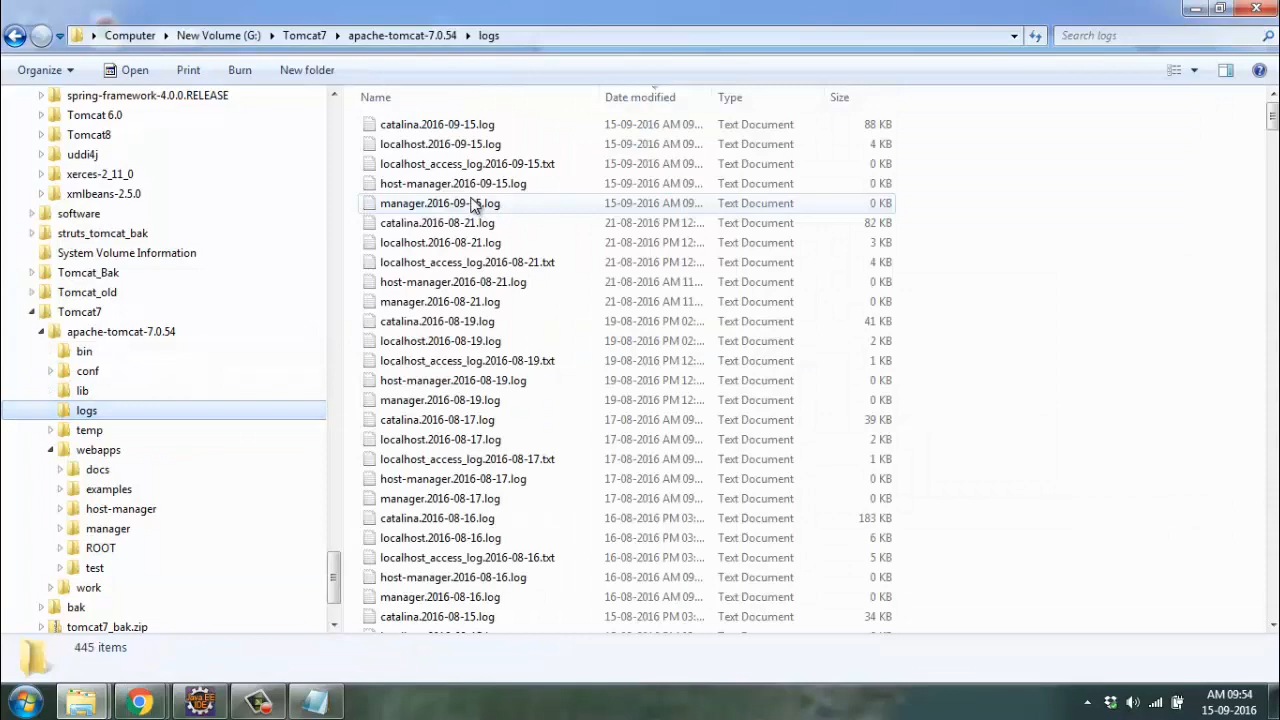 Computer ▸ New Volume (G:) ▸ Tomcat7 ▸ apache-tomcat-7.0.54 ▸ logs
Search logs
Organize Open Print Burn New folder
spring-framework-4.0.0.RELEASE
Tomcat 6.0
Tomcat8
uddi4j
xerces-2_11_0
xmlbeans-2.5.0
software
struts_tomcat_bak
System Volume Information
Tomcat_Bak
Tomcat_old
Tomcat7
apache-tomcat-7.0.54
bin
conf
lib
logs
temp
webapps
docs
examples
host-manager
manager
ROOT
test
work
bak
tomcat7_bak.zip
Name Date modified Type Size
catalina.2016-09-15.log 15-09-2016 AM 09... Text Document 88 KB
localhost.2016-09-15.log 15-09-2016 AM 09... Text Document 4 KB
localhost_access_log.2016-09-15.txt 15-09-2016 AM 09... Text Document 0 KB
host-manager.2016-09-15.log 15-09-2016 AM 09... Text Document 0 KB
manager.2016-09-15.log 15-09-2016 AM 09... Text Document 0 KB
catalina.2016-08-21.log 21-08-2016 PM 12:... Text Document 82 KB
localhost.2016-08-21.log 21-08-2016 PM 12:... Text Document 3 KB
localhost_access_log.2016-08-21.txt 21-08-2016 PM 12:... Text Document 4 KB
host-manager.2016-08-21.log 21-08-2016 AM 11... Text Document 0 KB
manager.2016-08-21.log 21-08-2016 AM 11... Text Document 0 KB
catalina.2016-08-19.log 19-08-2016 PM 02:... Text Document 41 KB
localhost.2016-08-19.log 19-08-2016 PM 02:... Text Document 2 KB
localhost_access_log.2016-08-19.txt 19-08-2016 PM 12:... Text Document 1 KB
host-manager.2016-08-19.log 19-08-2016 PM 12:... Text Document 0 KB
manager.2016-08-19.log 19-08-2016 PM 12:... Text Document 0 KB
catalina.2016-08-17.log 17-08-2016 AM 09... Text Document 39 KB
localhost.2016-08-17.log 17-08-2016 AM 09... Text Document 2 KB
localhost_access_log.2016-08-17.txt 17-08-2016 AM 09... Text Document 1 KB
host-manager.2016-08-17.log 17-08-2016 AM 09... Text Document 0 KB
manager.2016-08-17.log 17-08-2016 AM 09... Text Document 0 KB
catalina.2016-08-16.log 16-08-2016 PM 03:... Text Document 183 KB
localhost.2016-08-16.log 16-08-2016 PM 03:... Text Document 6 KB
localhost_access_log.2016-08-16.txt 16-08-2016 PM 03:... Text Document 5 KB
host-manager.2016-08-16.log 16-08-2016 AM 09... Text Document 0 KB
manager.2016-08-16.log 16-08-2016 AM 09... Text Document 0 KB
catalina.2016-08-15.log 15-08-2016 PM 03:... Text Document 34 KB
445 items
Java EE
IDE
AM 09:54
15-09-2016